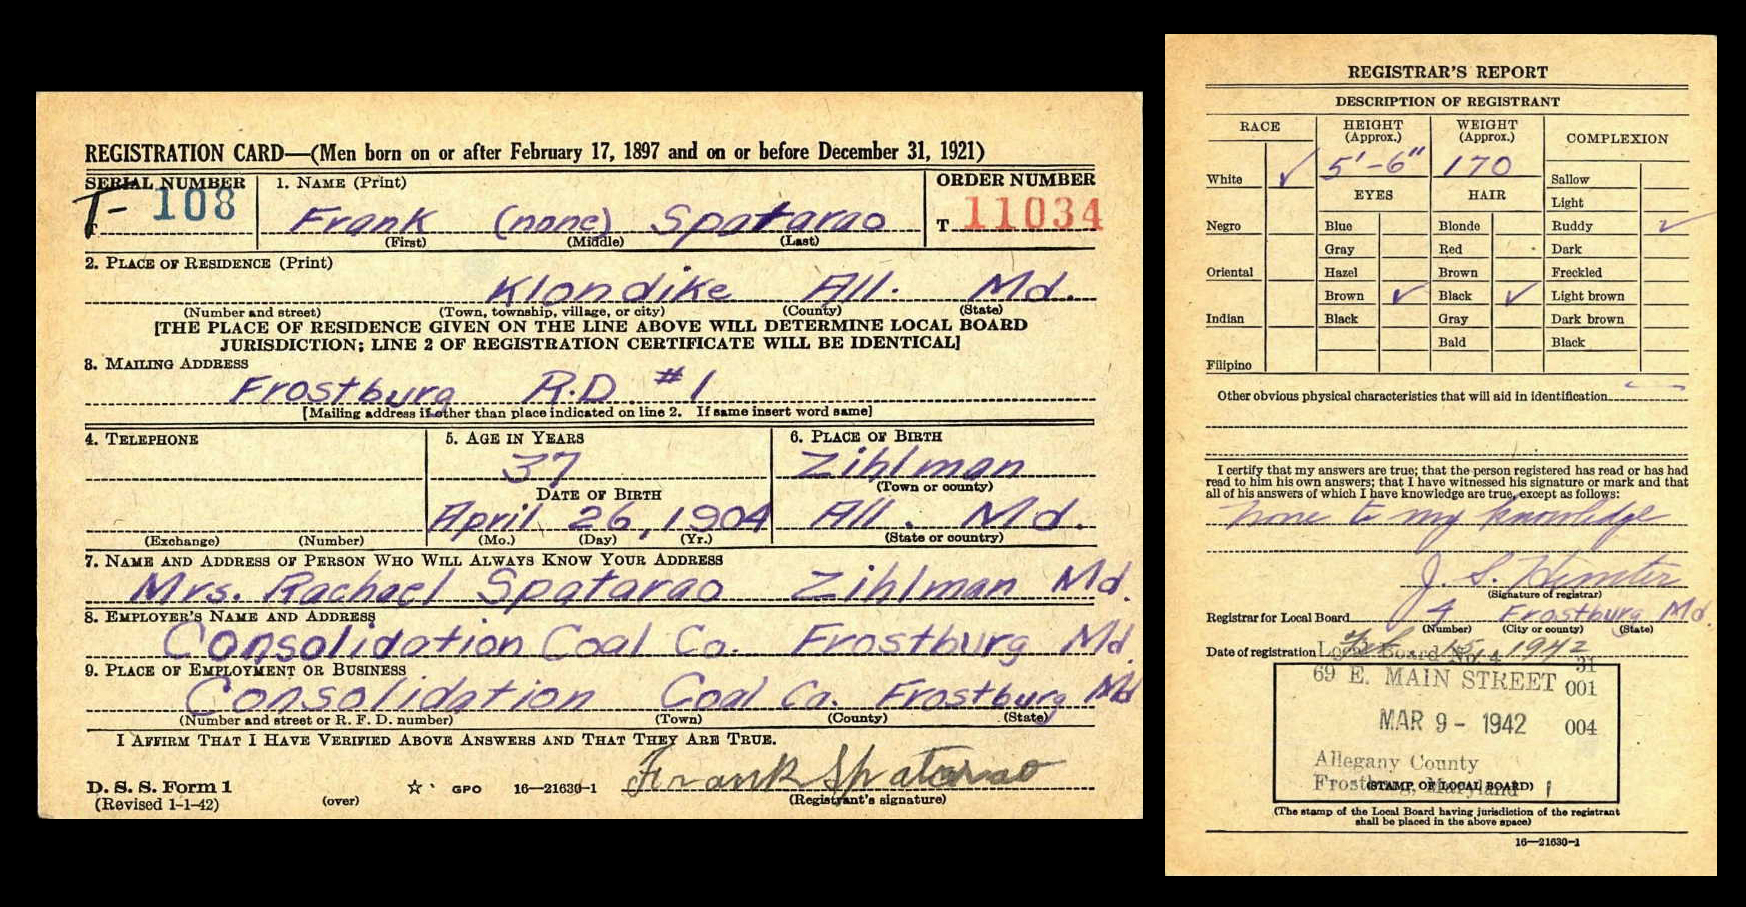 REGISTRATION CARD—(Men born on or after February 17, 1897 and on or before December 31, 1921)
SERIAL NUMBER
T- 108
1. NAME (Print)
Frank (none) Spatarao
(First) (Middle) (Last)
ORDER NUMBER
T 11034
2. PLACE OF RESIDENCE (Print)
Klondike All. Md.
(Number and street) (Town, township, village, or city) (County) (State)
[THE PLACE OF RESIDENCE GIVEN ON THE LINE ABOVE WILL DETERMINE LOCAL BOARD
JURISDICTION; LINE 2 OF REGISTRATION CERTIFICATE WILL BE IDENTICAL]
3. MAILING ADDRESS
Frostburg R.D. #1
[Mailing address if other than place indicated on line 2. If same insert word same]
4. TELEPHONE
(Exchange) (Number)
5. AGE IN YEARS
37
DATE OF BIRTH
April 26, 1904
(Mo.) (Day) (Yr.)
6. PLACE OF BIRTH
Zihlman
(Town or county)
All. Md.
(State or country)
7. NAME AND ADDRESS OF PERSON WHO WILL ALWAYS KNOW YOUR ADDRESS
Mrs. Rachael Spatarao Zihlman Md.
8. EMPLOYER'S NAME AND ADDRESS
Consolidation Coal Co. Frostburg Md.
9. PLACE OF EMPLOYMENT OR BUSINESS
Consolidation Coal Co. Frostburg Md
(Number and street or R. F. D. number) (Town) (County) (State)
I AFFIRM THAT I HAVE VERIFIED ABOVE ANSWERS AND THAT THEY ARE TRUE.
Frank Spatarao
D. S. S. Form 1
(Revised 1-1-42) (over) GPO 16—21630-1 (Registrant's signature)
REGISTRAR'S REPORT
DESCRIPTION OF REGISTRANT
RACE
White ✓
Negro
Oriental
Indian
Filipino
HEIGHT
(Approx.)
5'-6"
WEIGHT
(Approx.)
170
EYES
Blue
Gray
Hazel
Brown ✓
Black
HAIR
Blonde
Red
Brown
Black ✓
Gray
Bald
COMPLEXION
Sallow
Light
Ruddy ✓
Dark
Freckled
Light brown
Dark brown
Black
Other obvious physical characteristics that will aid in identification
I certify that my answers are true; that the person registered has read or has had
read to him his own answers; that I have witnessed his signature or mark and that
all of his answers of which I have knowledge are true, except as follows:
none to my knowledge
J. S.
(Signature of registrar)
Registrar for Local Board 4 Frostburg Md.
(Number) (City or county) (State)
Date of registration Feb. 15, 1942
Local Board No. 4 31
69 E. MAIN STREET 001
MAR 9 - 1942 004
Allegany County
Frostburg, Maryland 1
(STAMP OF LOCAL BOARD)
(The stamp of the Local Board having jurisdiction of the registrant
shall be placed in the above space)
16—21630-1